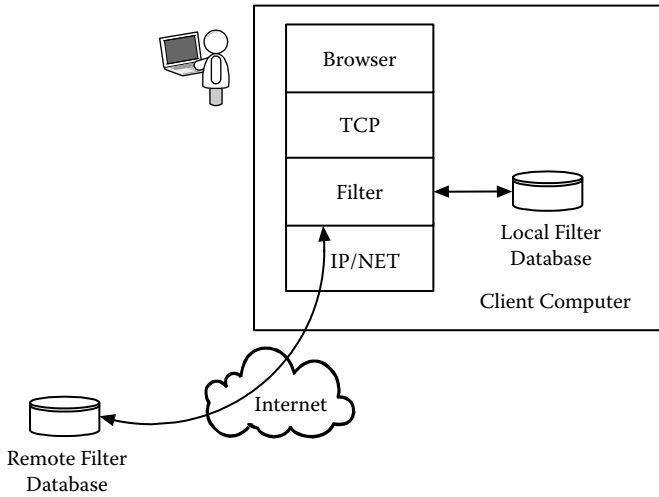 Browser
TCP
Filter
IP/NET
Local Filter
Database
Client Computer
Internet
Remote Filter
Database